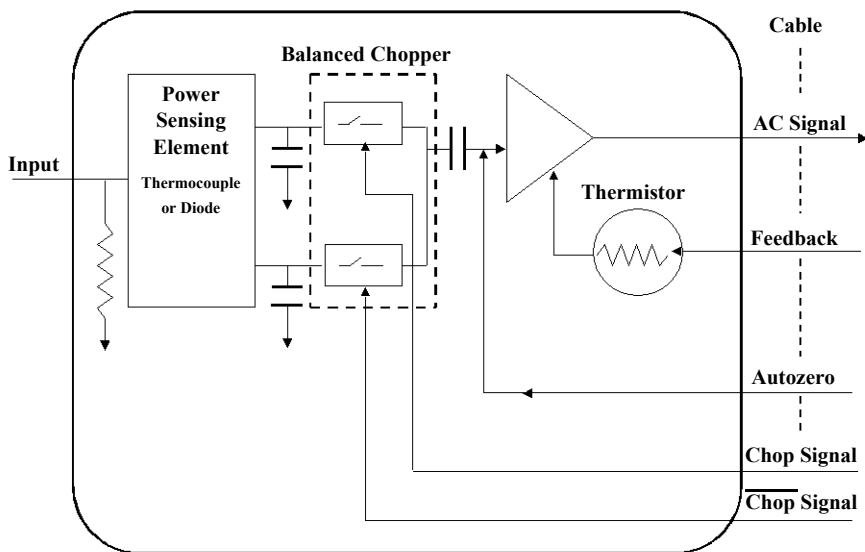 Cable
Balanced Chopper
Power
Sensing
Element
Thermocouple
or Diode
Input
AC Signal
Thermistor
Feedback
Autozero
Chop Signal
Chop Signal